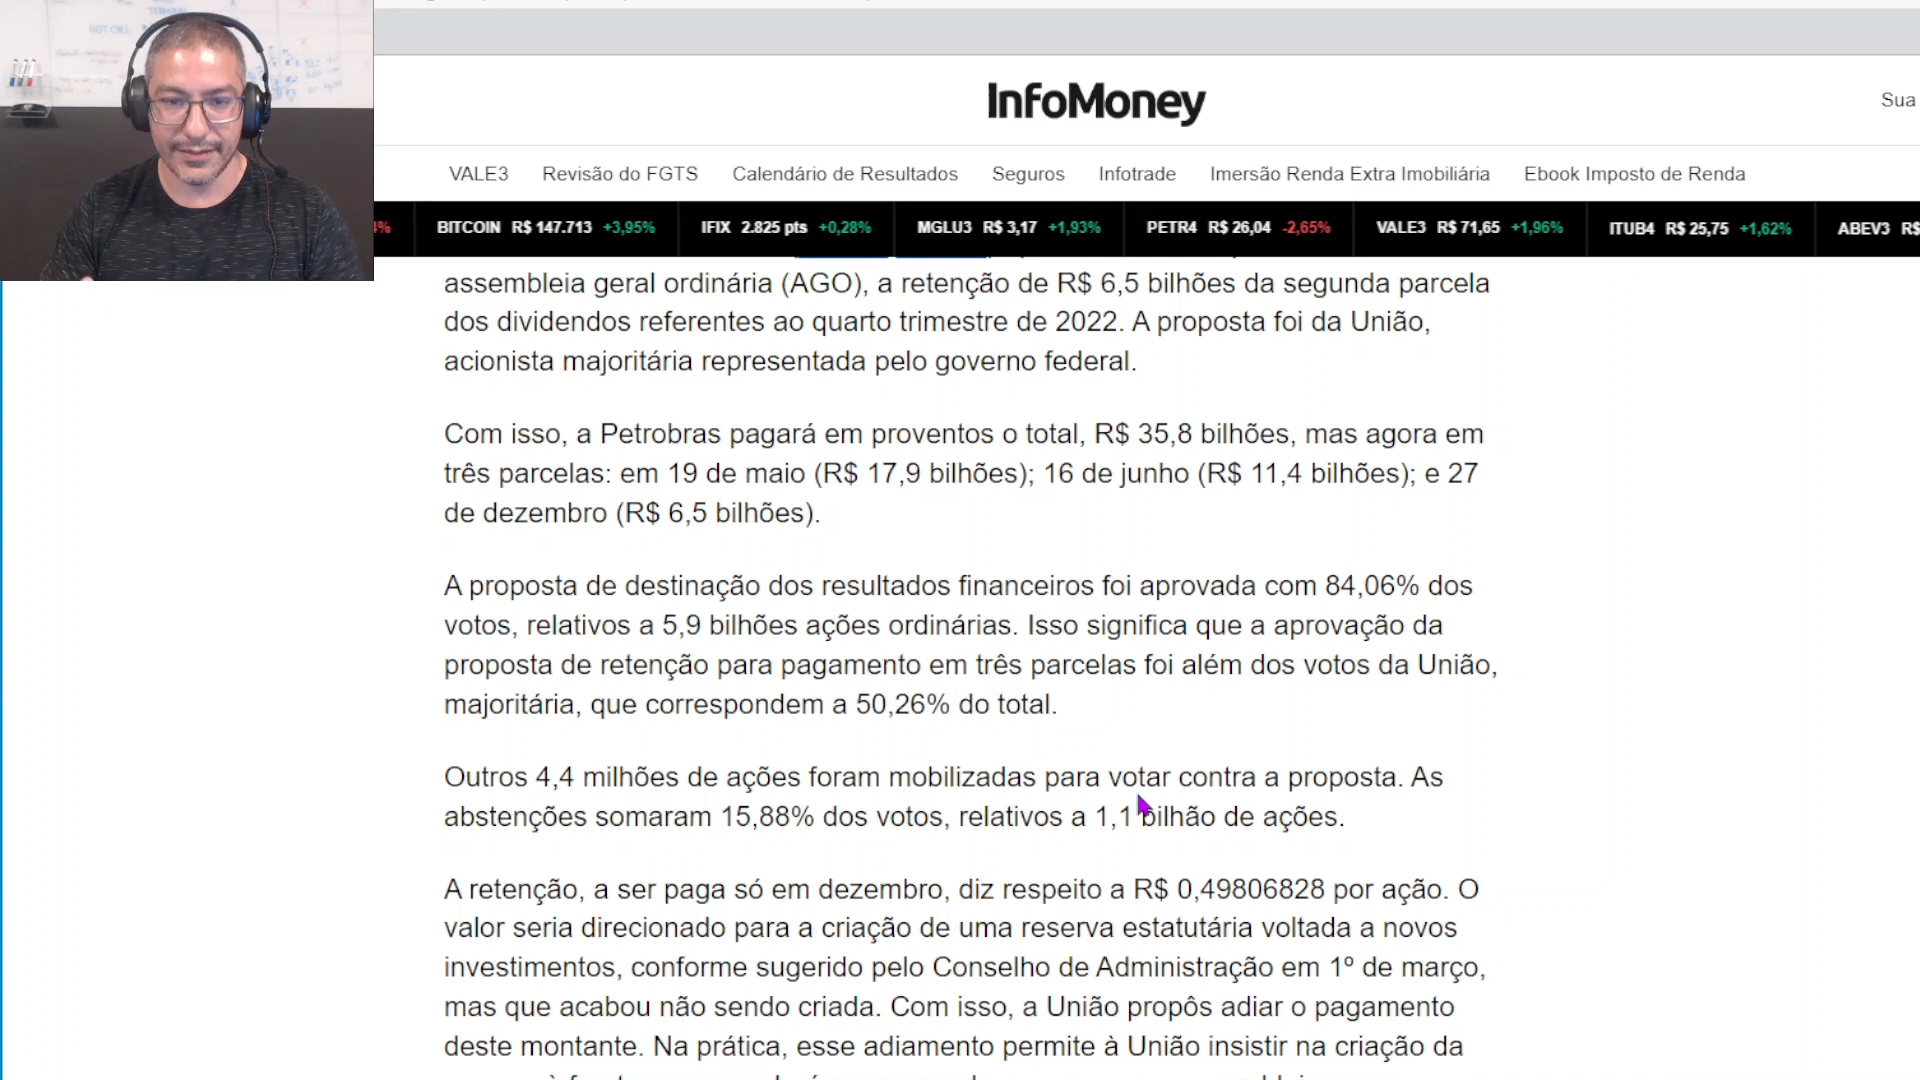 HOT CALL
InfoMoney
Sua
VALE3 Revisão do FGTS Calendário de Resultados Seguros Infotrade Imersão Renda Extra Imobiliária Ebook Imposto de Renda
% BITCOIN R$ 147.713 +3,95% IFIX 2.825 pts +0,28% MGLU3 R$ 3,17 +1,93% PETR4 R$ 26,04 -2,65% VALE3 R$ 71,65 +1,96% ITUB4 R$ 25,75 +1,62% ABEV3 R$
assembleia geral ordinária (AGO), a retenção de R$ 6,5 bilhões da segunda parcela
dos dividendos referentes ao quarto trimestre de 2022. A proposta foi da União,
acionista majoritária representada pelo governo federal.
Com isso, a Petrobras pagará em proventos o total, R$ 35,8 bilhões, mas agora em
três parcelas: em 19 de maio (R$ 17,9 bilhões); 16 de junho (R$ 11,4 bilhões); e 27
de dezembro (R$ 6,5 bilhões).
A proposta de destinação dos resultados financeiros foi aprovada com 84,06% dos
votos, relativos a 5,9 bilhões ações ordinárias. Isso significa que a aprovação da
proposta de retenção para pagamento em três parcelas foi além dos votos da União,
majoritária, que correspondem a 50,26% do total.
Outros 4,4 milhões de ações foram mobilizadas para votar contra a proposta. As
abstenções somaram 15,88% dos votos, relativos a 1,1 bilhão de ações.
A retenção, a ser paga só em dezembro, diz respeito a R$ 0,49806828 por ação. O
valor seria direcionado para a criação de uma reserva estatutária voltada a novos
investimentos, conforme sugerido pelo Conselho de Administração em 1º de março,
mas que acabou não sendo criada. Com isso, a União propôs adiar o pagamento
deste montante. Na prática, esse adiamento permite à União insistir na criação da